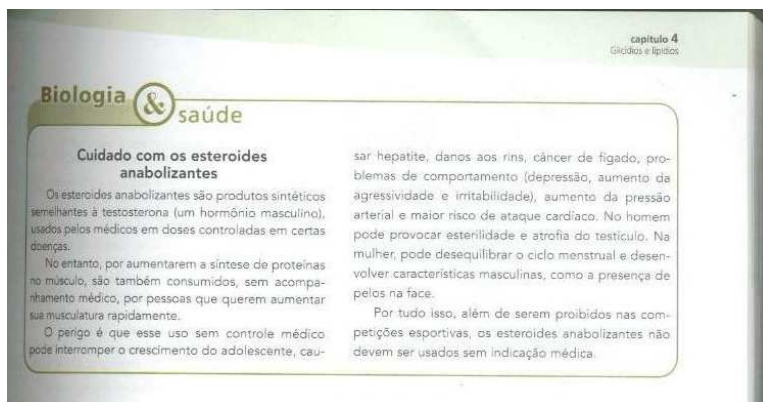 capítulo 4
Glicídios e lipídios
Biologia & saúde
Cuidado com os esteroides
anabolizantes
Os esteroides anabolizantes são produtos sintéticos
semelhantes à testosterona (um hormônio masculino),
usados pelos médicos em doses controladas em certas
doenças.
No entanto, por aumentarem a síntese de proteínas
no músculo, são também consumidos, sem acompa-
nhamento médico, por pessoas que querem aumentar
sua musculatura rapidamente.
O perigo é que esse uso sem controle médico
pode interromper o crescimento do adolescente, cau-
sar hepatite, danos aos rins, câncer de fígado, pro-
blemas de comportamento (depressão, aumento da
agressividade e irritabilidade), aumento da pressão
arterial e maior risco de ataque cardíaco. No homem
pode provocar esterilidade e atrofia do testículo. Na
mulher, pode desequilibrar o ciclo menstrual e desen-
volver características masculinas, como a presença de
pelos na face.
Por tudo isso, além de serem proibidos nas com-
petições esportivas, os esteroides anabolizantes não
devem ser usados sem indicação médica.